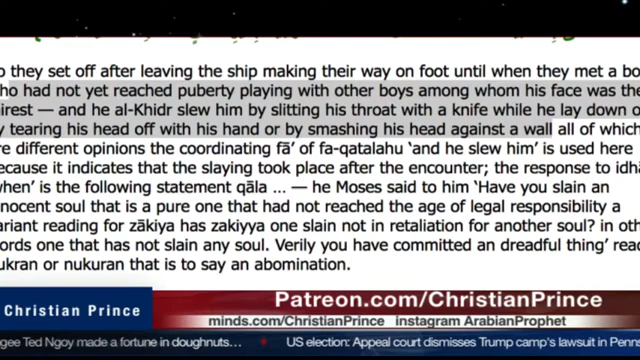 o they set off after leaving the ship making their way on foot until when they met a bo
ho had not yet reached puberty playing with other boys among whom his face was the
airest — and he al-Khidr slew him by slitting his throat with a knife while he lay down o
y tearing his head off with his hand or by smashing his head against a wall all of which
re different opinions the coordinating fā' of fa-qatalahu 'and he slew him' is used here
because it indicates that the slaying took place after the encounter; the response to idhā
when' is the following statement qāla ... — he Moses said to him 'Have you slain an
nnocent soul that is a pure one that had not reached the age of legal responsibility a
ariant reading for zākiya has zakiyya one slain not in retaliation for another soul? in oth
ords one that has not slain any soul. Verily you have committed an dreadful thing' read
ukran or nukuran that is to say an abomination.
Christian Prince
Patreon.com/ChristianPrince
minds.com/ChristianPrince instagram ArabianProphet
gee Ted Ngoy made a fortune in doughnuts... US election: Appeal court dismisses Trump camp's lawsuit in Penns